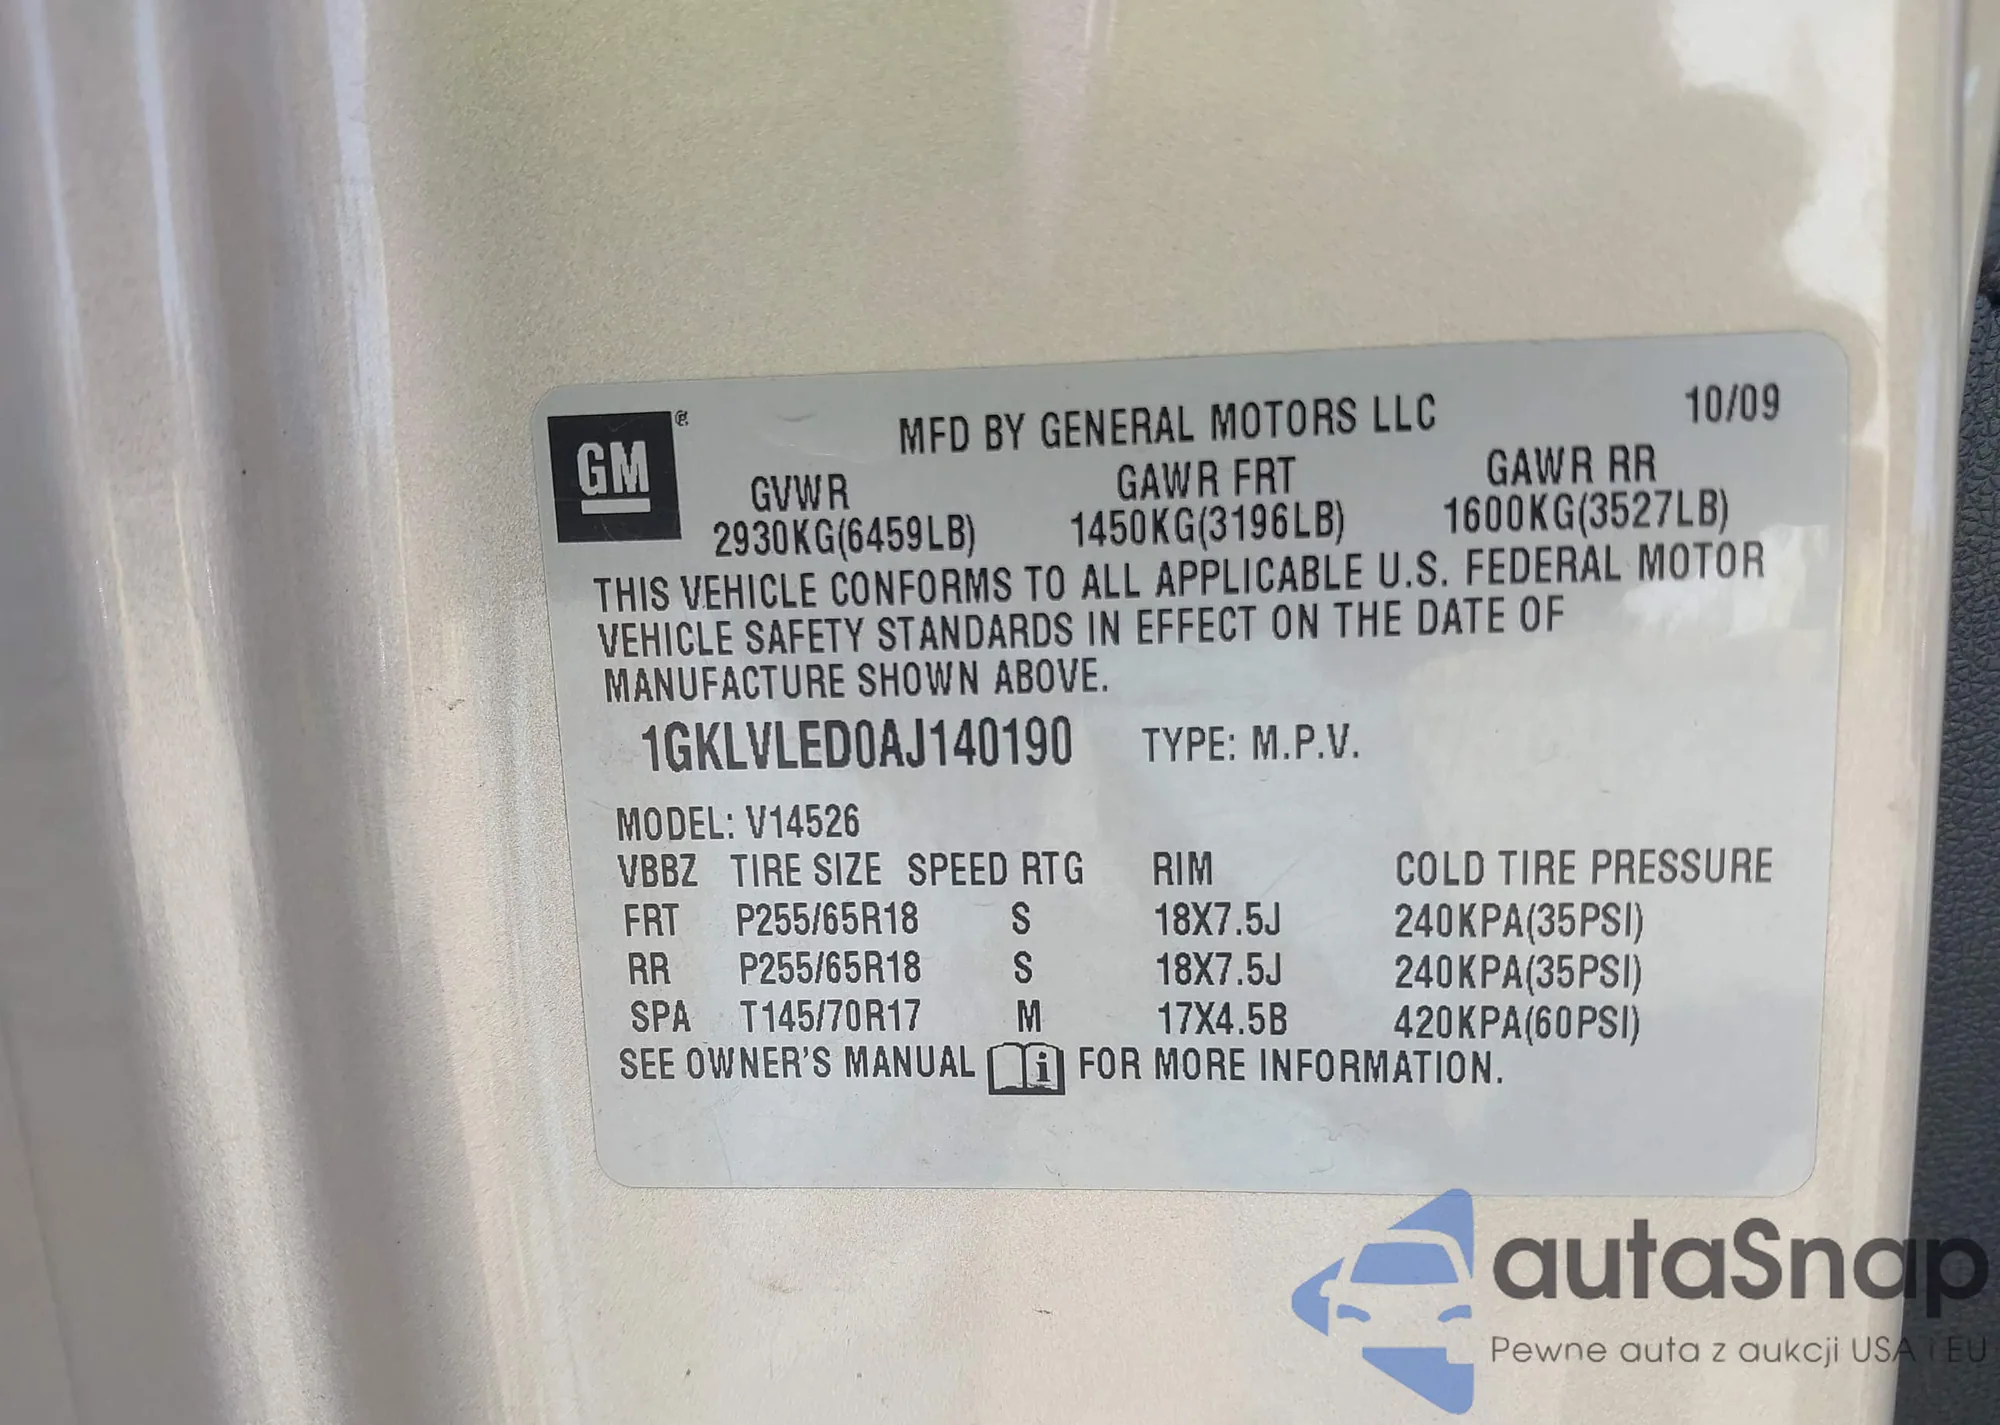 GM ®
MFD BY GENERAL MOTORS LLC 10/09
GVWR GAWR FRT GAWR RR
2930KG(6459LB) 1450KG(3196LB) 1600KG(3527LB)
THIS VEHICLE CONFORMS TO ALL APPLICABLE U.S. FEDERAL MOTOR
VEHICLE SAFETY STANDARDS IN EFFECT ON THE DATE OF
MANUFACTURE SHOWN ABOVE.
1GKLVLED0AJ140190 TYPE: M.P.V.
MODEL: V14526
VBBZ TIRE SIZE SPEED RTG RIM COLD TIRE PRESSURE
FRT P255/65R18 S 18X7.5J 240KPA(35PSI)
RR P255/65R18 S 18X7.5J 240KPA(35PSI)
SPA T145/70R17 M 17X4.5B 420KPA(60PSI)
SEE OWNER'S MANUAL i FOR MORE INFORMATION.
autaSnap
Pewne auta z aukcji USA i EU